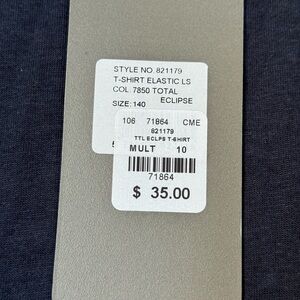 STYLE NO. 821179
T-SHIRT ELASTIC LS
COL. 7850 TOTAL
ECLIPSE
SIZE: 140
106 71864 CME
821179
TTL ECLPS T-SHIRT
MULT 10
71864
$ 35.00